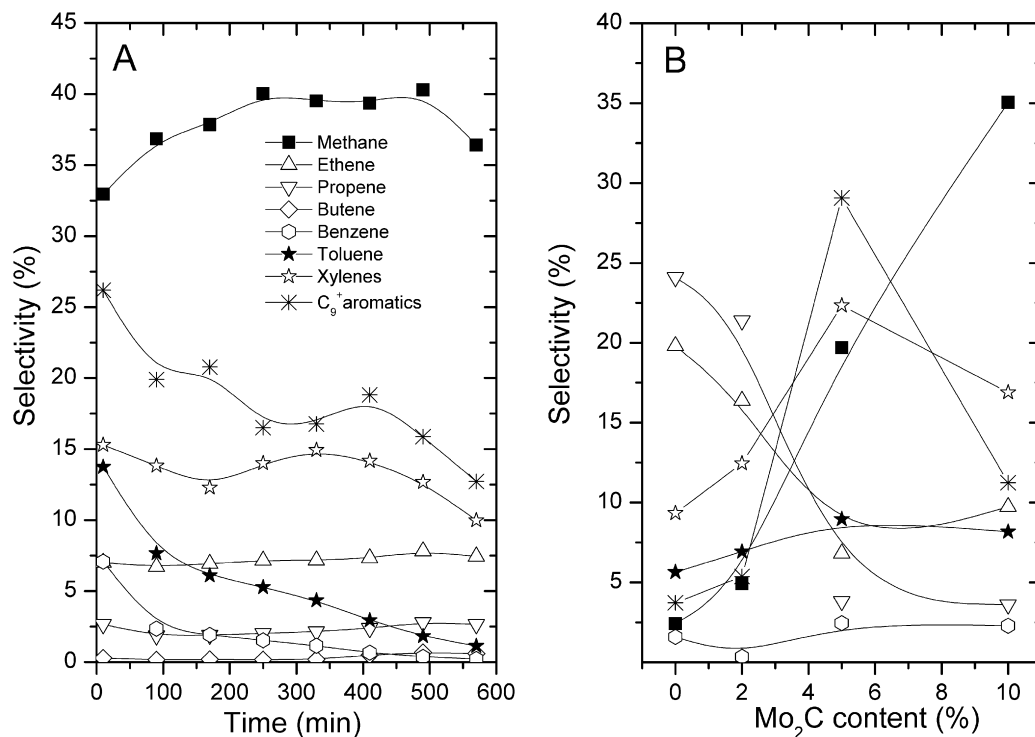 A
45
40
35
30
25
20
15
10
5
0
Selectivity (%)
Methane
Ethene
Propene
Butene
Benzene
Toluene
Xylenes
C₉⁺aromatics
0 100 200 300 400 500 600
Time (min)
B
40
35
30
25
20
15
10
5
Selectivity (%)
0 2 4 6 8 10
Mo₂C content (%)